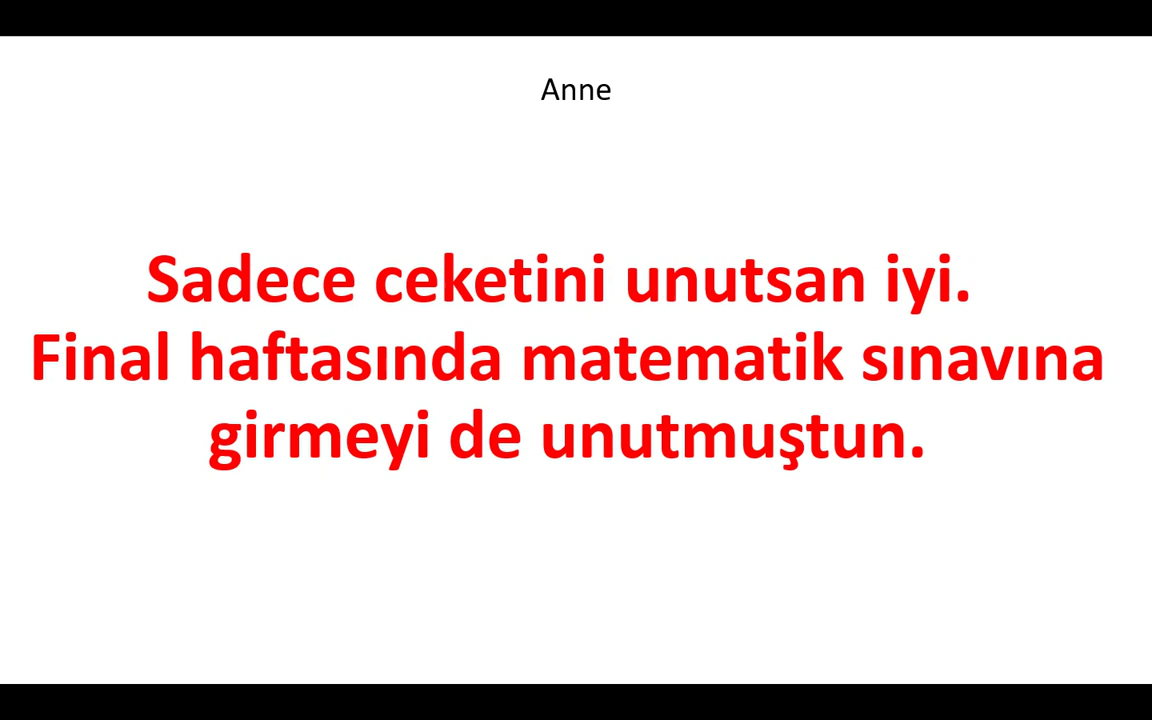 Anne
Sadece ceketini unutsan iyi.
Final haftasında matematik sınavına
girmeyi de unutmuştun.